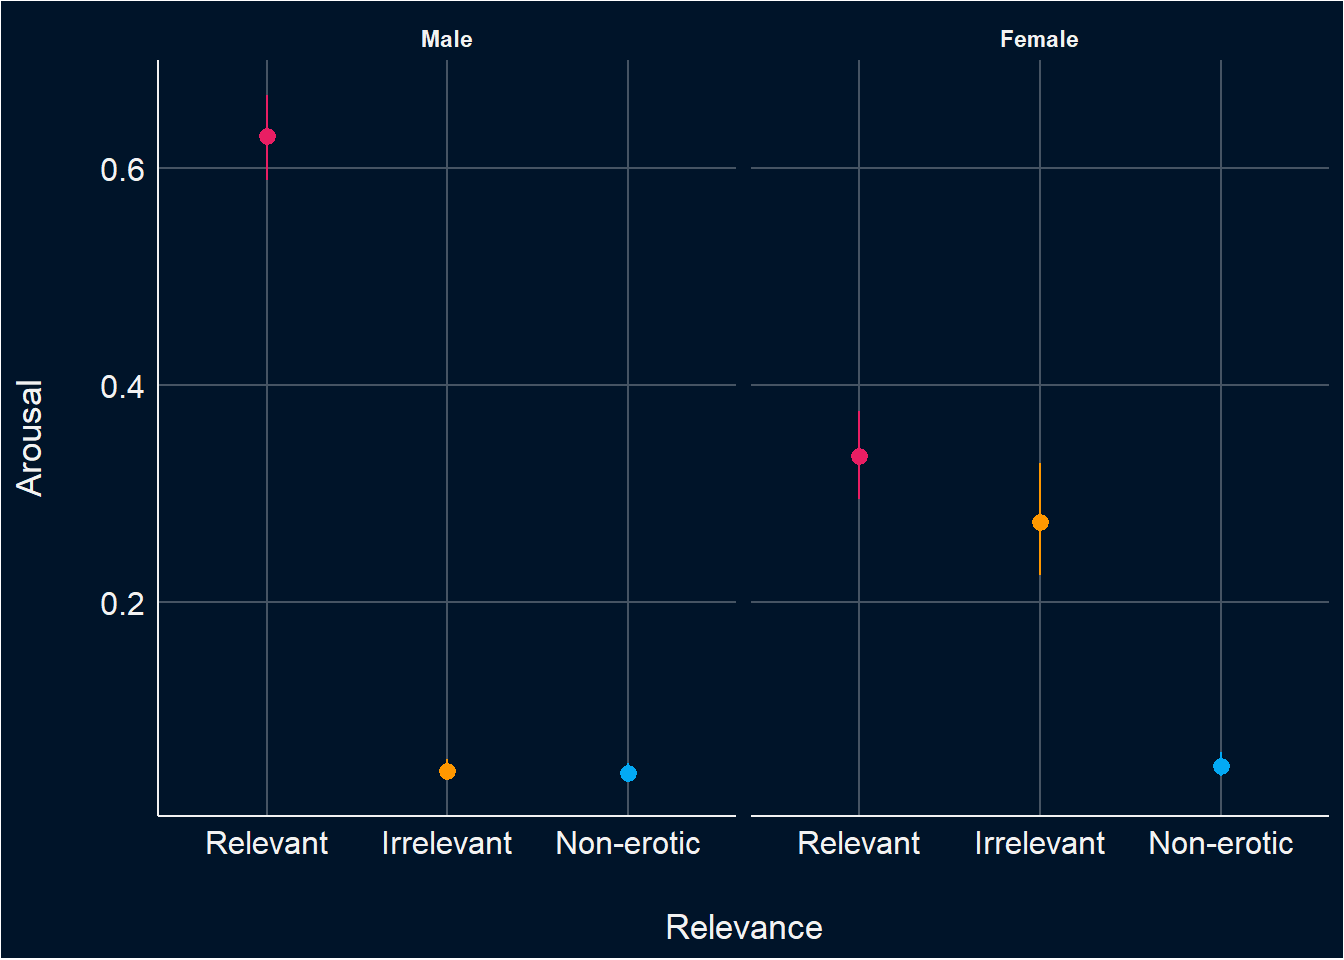 Male Female
0.6
0.4
0.2
Arousal
Relevant Irrelevant Non-erotic Relevant Irrelevant Non-erotic
Relevance